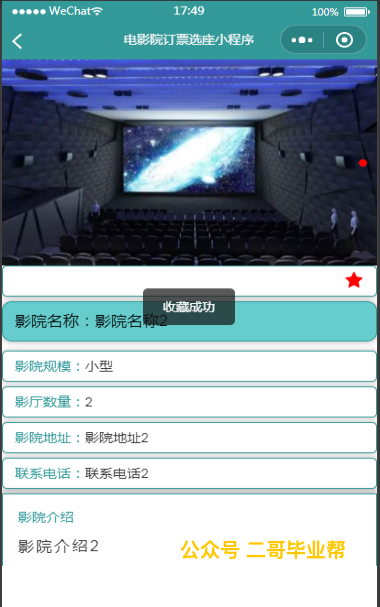 WeChat 17:49 100%
电影院订票选座小程序
收藏成功
影院名称：影院名称2
影院规模：小型
影厅数量：2
影院地址：影院地址2
联系电话：联系电话2
影院介绍
影院介绍2
公众号 二哥毕业帮